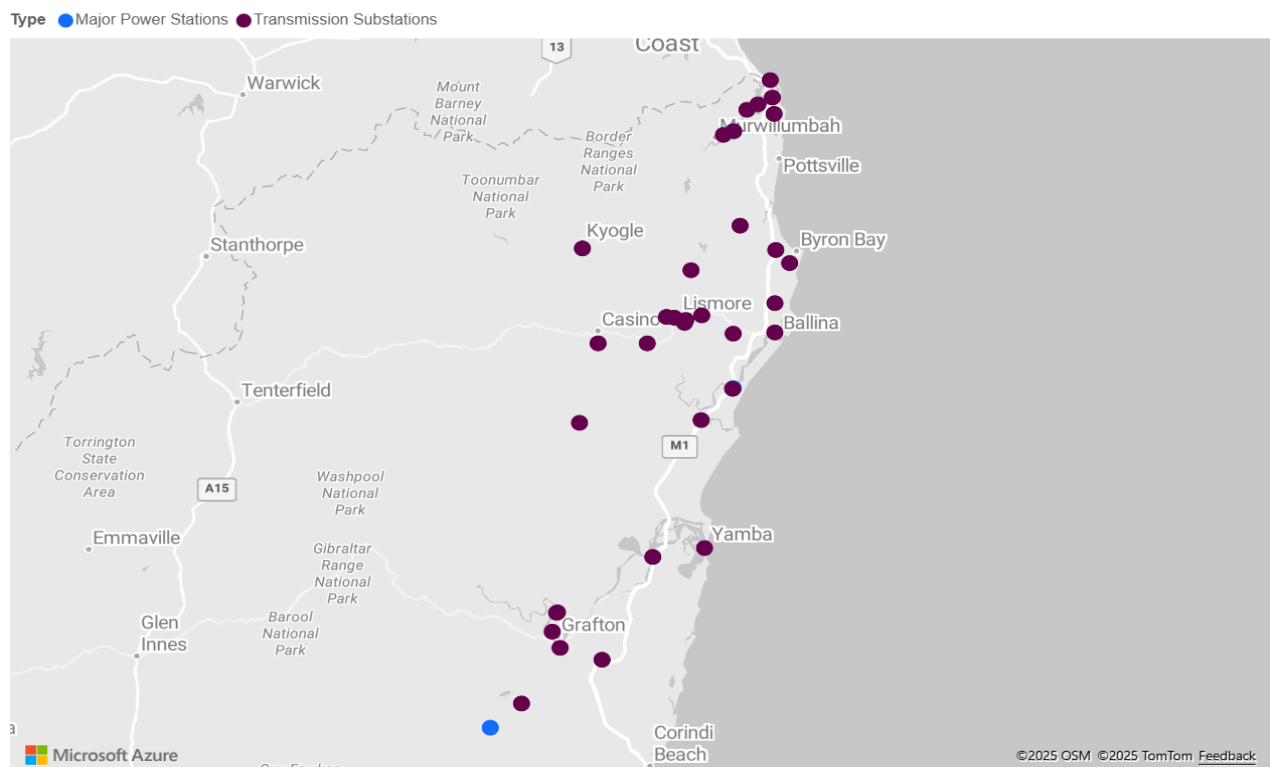 Type Major Power Stations Transmission Substations
Coast
13
Warwick
Mount
Barney
National
Park
Murwillumbah
Border
Ranges
National
Park
Pottsville
Toonumbar
National
Park
Kyogle
Byron Bay
Stanthorpe
Lismore
Casino
Ballina
Tenterfield
M1
Torrington
State
Conservation
Area
A15
Washpool
National
Park
Emmaville
Yamba
Gibraltar
Range
National
Park
Glen
Innes
Barool
National
Park
Grafton
Corindi
Beach
a
Microsoft Azure
©2025 OSM ©2025 TomTom Feedback